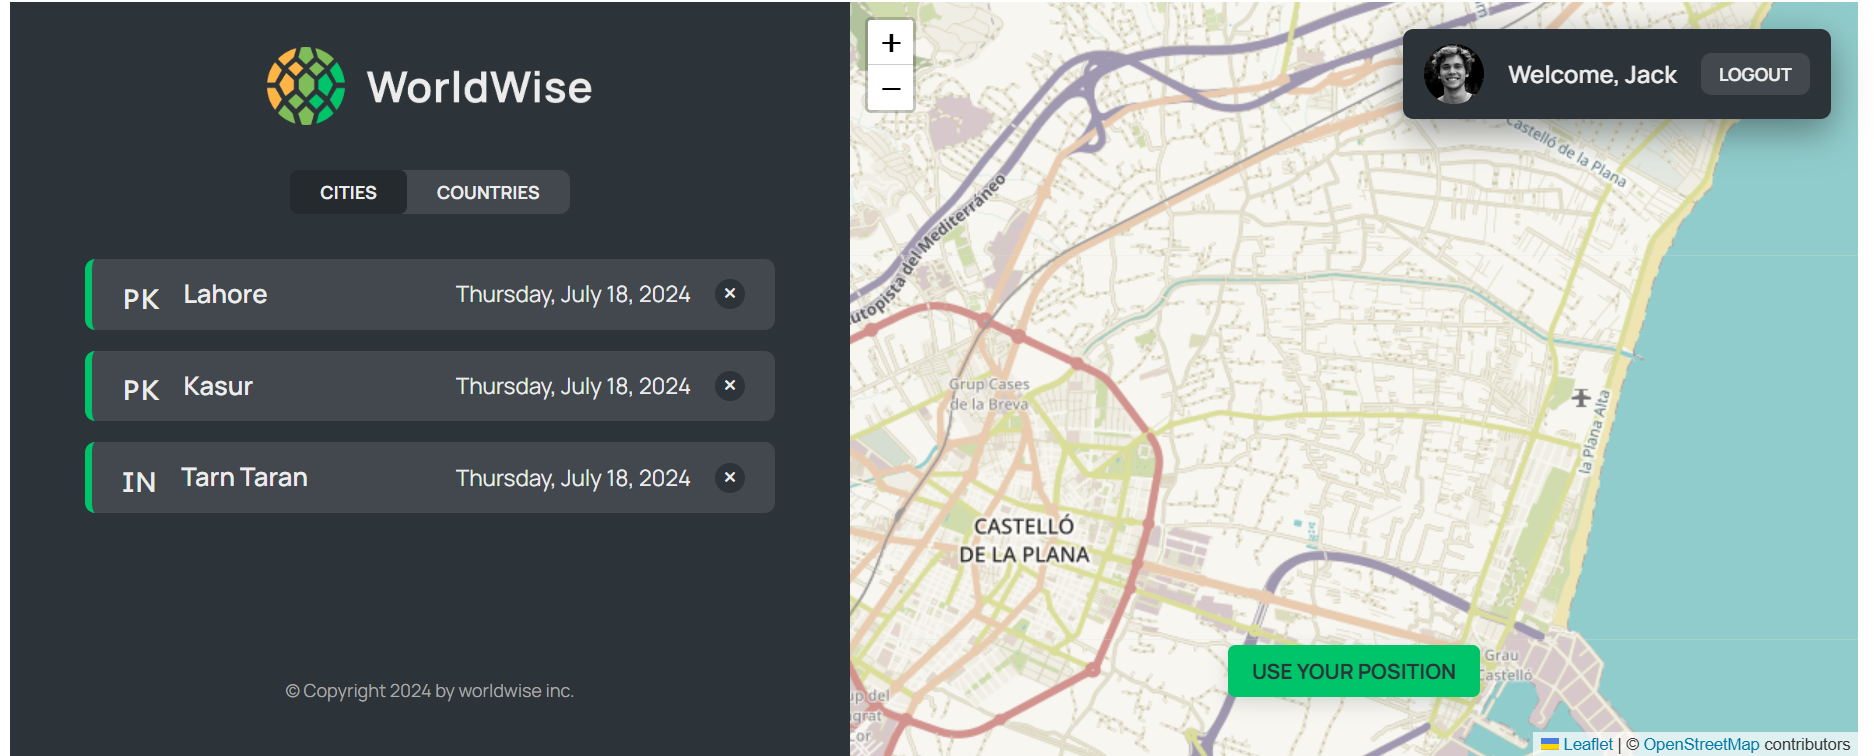 WorldWise
CITIES
COUNTRIES
PK Lahore Thursday, July 18, 2024 ×
PK Kasur Thursday, July 18, 2024 ×
IN Tarn Taran Thursday, July 18, 2024 ×
© Copyright 2024 by worldwise inc.
+
−
Welcome, Jack
LOGOUT
Castelló de la Plana
utopista del Mediterráneo
Grup Cases
de la Breva
la Plana Alta
CASTELLÓ
DE LA PLANA
USE YOUR POSITION
Grau
Castelló
up del
grat
Lor
Leaflet | © OpenStreetMap contributors